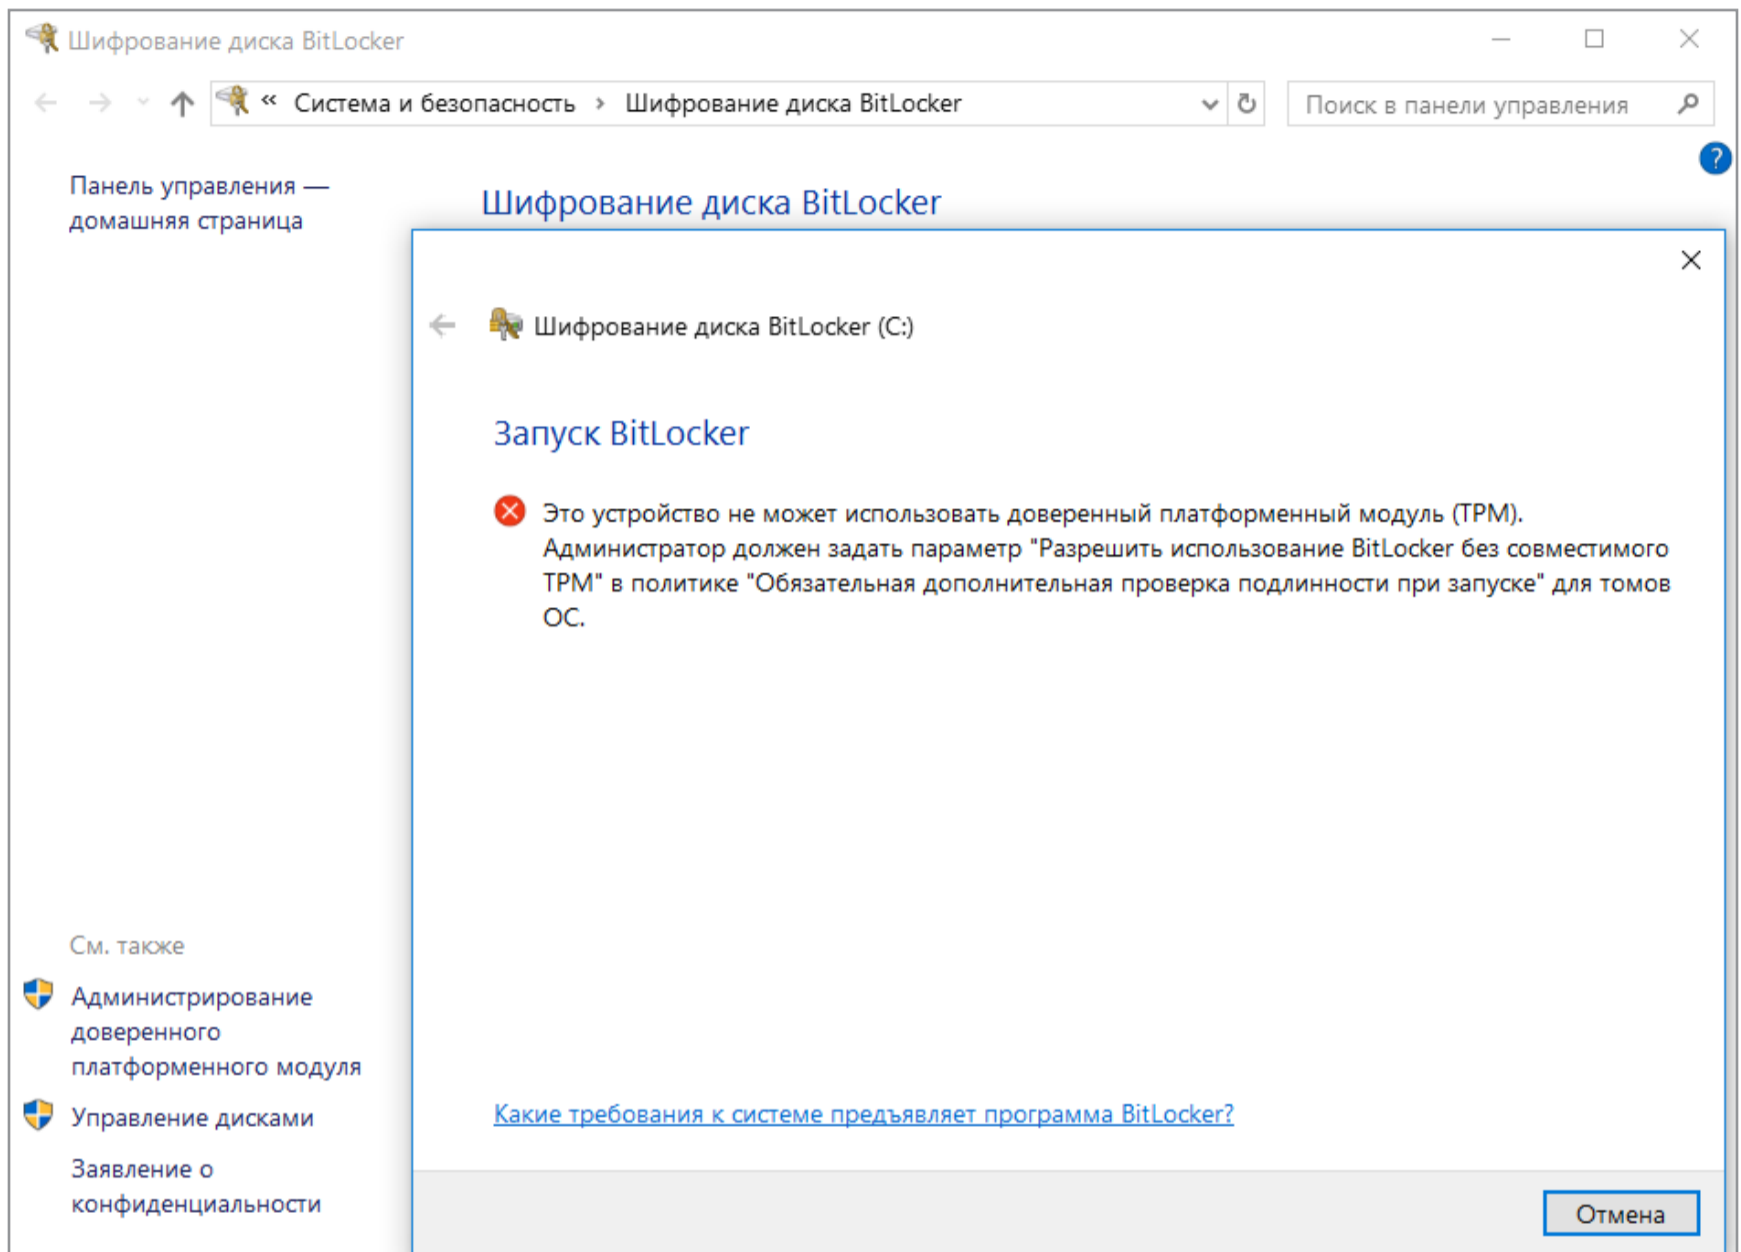 Шифрование диска BitLocker
« Система и безопасность › Шифрование диска BitLocker
Поиск в панели управления
?
Панель управления —
домашняя страница
Шифрование диска BitLocker
Шифрование диска BitLocker (C:)
Запуск BitLocker
Это устройство не может использовать доверенный платформенный модуль (TPM).
Администратор должен задать параметр "Разрешить использование BitLocker без совместимого
TPM" в политике "Обязательная дополнительная проверка подлинности при запуске" для томов
ОС.
См. также
Администрирование
доверенного
платформенного модуля
Управление дисками
Заявление о
конфиденциальности
Какие требования к системе предъявляет программа BitLocker?
Отмена